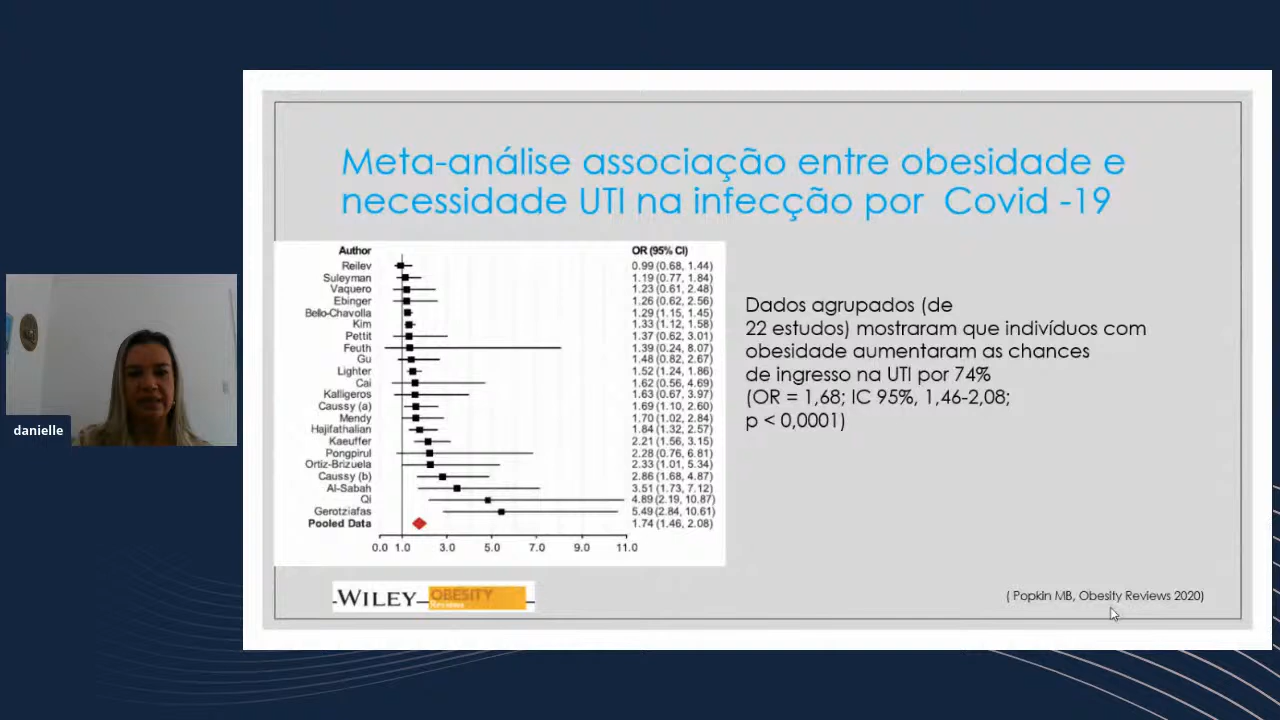 Meta-análise associação entre obesidade e
necessidade UTI na infecção por Covid -19
Author OR (95% CI)
Reilev 0.99 (0.68, 1.44)
Suleyman 1.19 (0.77, 1.84)
Vaquero 1.23 (0.61, 2.48)
Ebinger 1.26 (0.62, 2.56)
Bello-Chavolla 1.29 (1.15, 1.45)
Kim 1.33 (1.12, 1.58)
Pettit 1.37 (0.62, 3.01)
Feuth 1.39 (0.24, 8.07)
Gu 1.48 (0.82, 2.67)
Lighter 1.52 (1.24, 1.86)
Cai 1.62 (0.56, 4.69)
Kalligeros 1.63 (0.67, 3.97)
Caussy (a) 1.69 (1.10, 2.60)
Mendy 1.70 (1.02, 2.84)
Hajifathalian 1.84 (1.32, 2.57)
Kaeuffer 2.21 (1.56, 3.15)
Pongpirul 2.28 (0.76, 6.81)
Ortiz-Brizuela 2.33 (1.01, 5.34)
Caussy (b) 2.86 (1.68, 4.87)
Al-Sabah 3.51 (1.73, 7.12)
Qi 4.89 (2.19, 10.87)
Gerotziafas 5.49 (2.84, 10.61)
Pooled Data 1.74 (1.46, 2.08)
0.0 1.0 3.0 5.0 7.0 9.0 11.0
Dados agrupados (de
22 estudos) mostraram que indivíduos com
obesidade aumentaram as chances
de ingresso na UTI por 74%
(OR = 1,68; IC 95%, 1,46-2,08;
p < 0,0001)
WILEY OBESITY
Reviews
( Popkin MB, Obesity Reviews 2020)
danielle